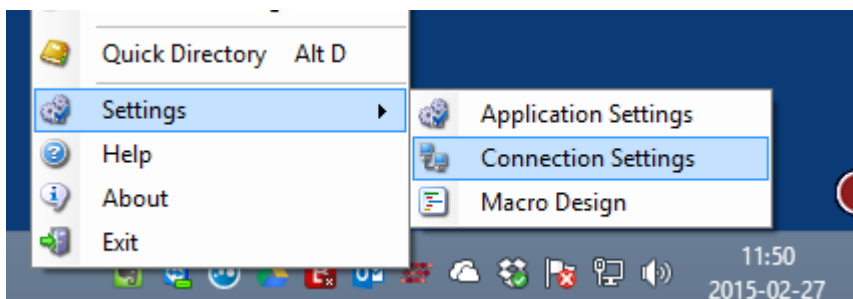 Quick Directory Alt D
Settings
Application Settings
Help
Connection Settings
About
Macro Design
Exit
11:50
2015-02-27